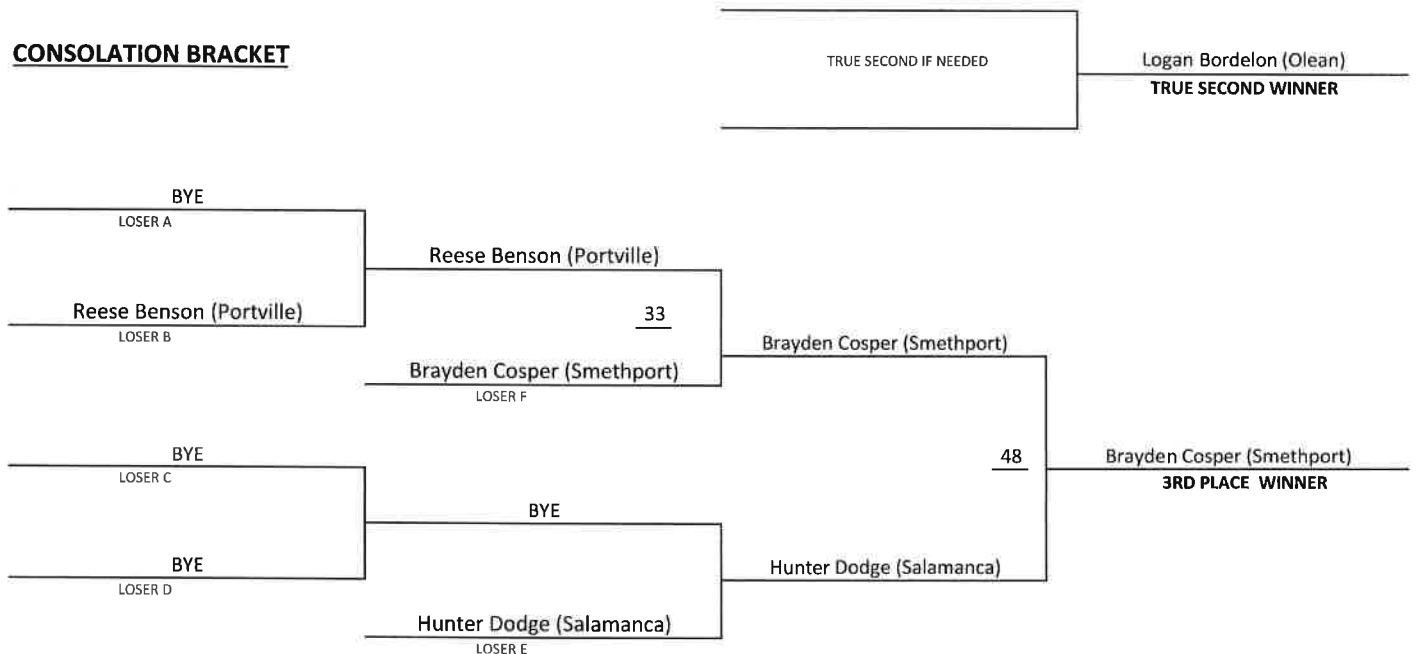 CONSOLATION BRACKET
TRUE SECOND IF NEEDED
Logan Bordelon (Olean)
TRUE SECOND WINNER
BYE
LOSER A
Reese Benson (Portville)
Reese Benson (Portville)
LOSER B
33
Brayden Cosper (Smethport)
Brayden Cosper (Smethport)
LOSER F
BYE
LOSER C
48
Brayden Cosper (Smethport)
3RD PLACE WINNER
BYE
BYE
LOSER D
Hunter Dodge (Salamanca)
Hunter Dodge (Salamanca)
LOSER E